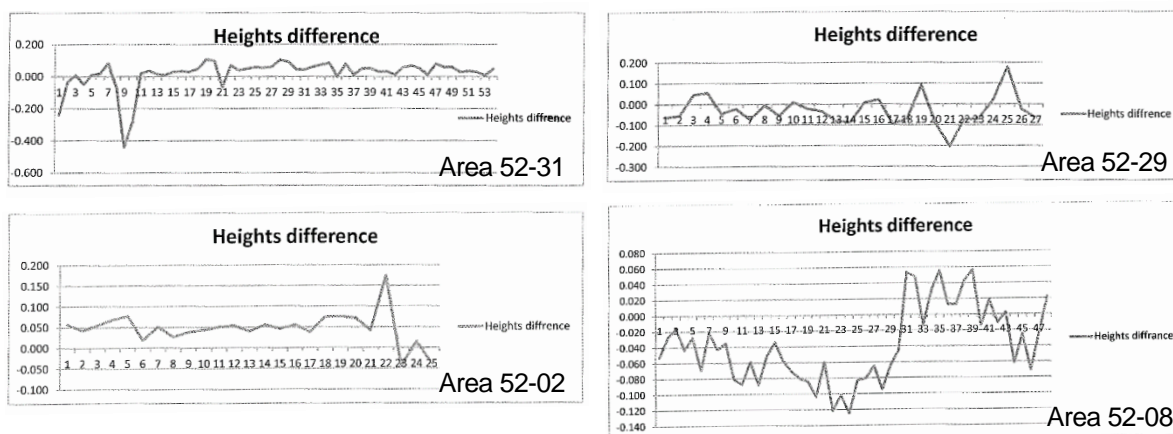 Heights difference
0.200
0.000
-0.200
-0.400
-0.600
1 3 5 7 9 11 13 15 17 19 21 23 25 27 29 31 33 35 37 39 41 43 45 47 49 51 53
Heights diffrence
Area 52-31
Heights difference
0.200
0.100
0.000
-0.100
-0.200
-0.300
1 2 3 4 5 6 7 8 9 10 11 12 13 14 15 16 17 18 19 20 21 22 23 24 25 26 27
Heights diffrence
Area 52-29
Heights difference
0.200
0.150
0.100
0.050
0.000
-0.050
-0.100
1 2 3 4 5 6 7 8 9 10 11 12 13 14 15 16 17 18 19 20 21 22 23 24 25
Heights diffrence
Area 52-02
Heights difference
0.080
0.060
0.040
0.020
0.000
-0.020
-0.040
-0.060
-0.080
-0.100
-0.120
-0.140
1 3 5 7 9 11 13 15 17 19 21 23 25 27 29 31 33 35 37 39 41 43 45 47
Heights diffrance
Area 52-08